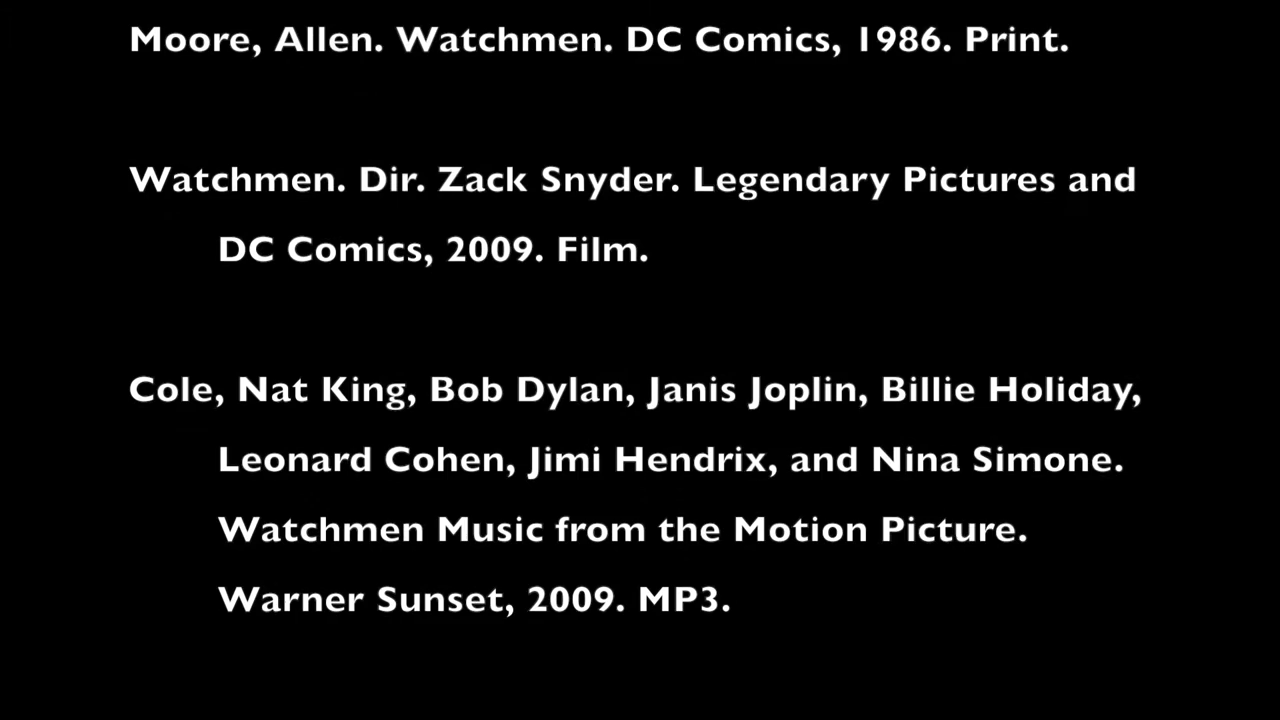 Moore, Allen. Watchmen. DC Comics, 1986. Print.
Watchmen. Dir. Zack Snyder. Legendary Pictures and
DC Comics, 2009. Film.
Cole, Nat King, Bob Dylan, Janis Joplin, Billie Holiday,
Leonard Cohen, Jimi Hendrix, and Nina Simone.
Watchmen Music from the Motion Picture.
Warner Sunset, 2009. MP3.